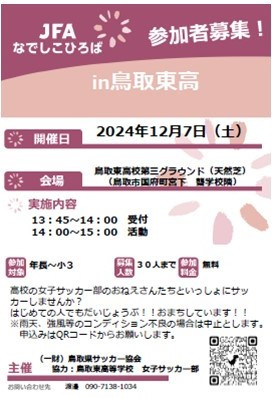 JFA
なでしこひろば
参加者募集！
in鳥取東高
開催日 2024年12月7日（土）
会場 鳥取東高校第三グラウンド（天然芝）
（鳥取市国府町宮下　聾学校隣）
実施内容
13：45～14：00　受付
14：00～15：00　活動
参加対象 年長～小3 募集人数 30人まで 参加料金 無料
高校の女子サッカー部のおねえさんたちといっしょにサッ
カーしませんか？
はじめての人でもだいじょうぶ！！おまちしています！！
※雨天、強風等のコンディション不良の場合は中止とします。
申込みはQRコードからお願いします。
主催 （一財）鳥取県サッカー協会
協力：鳥取東高等学校　女子サッカー部
お問い合わせ先 090-7138-1034